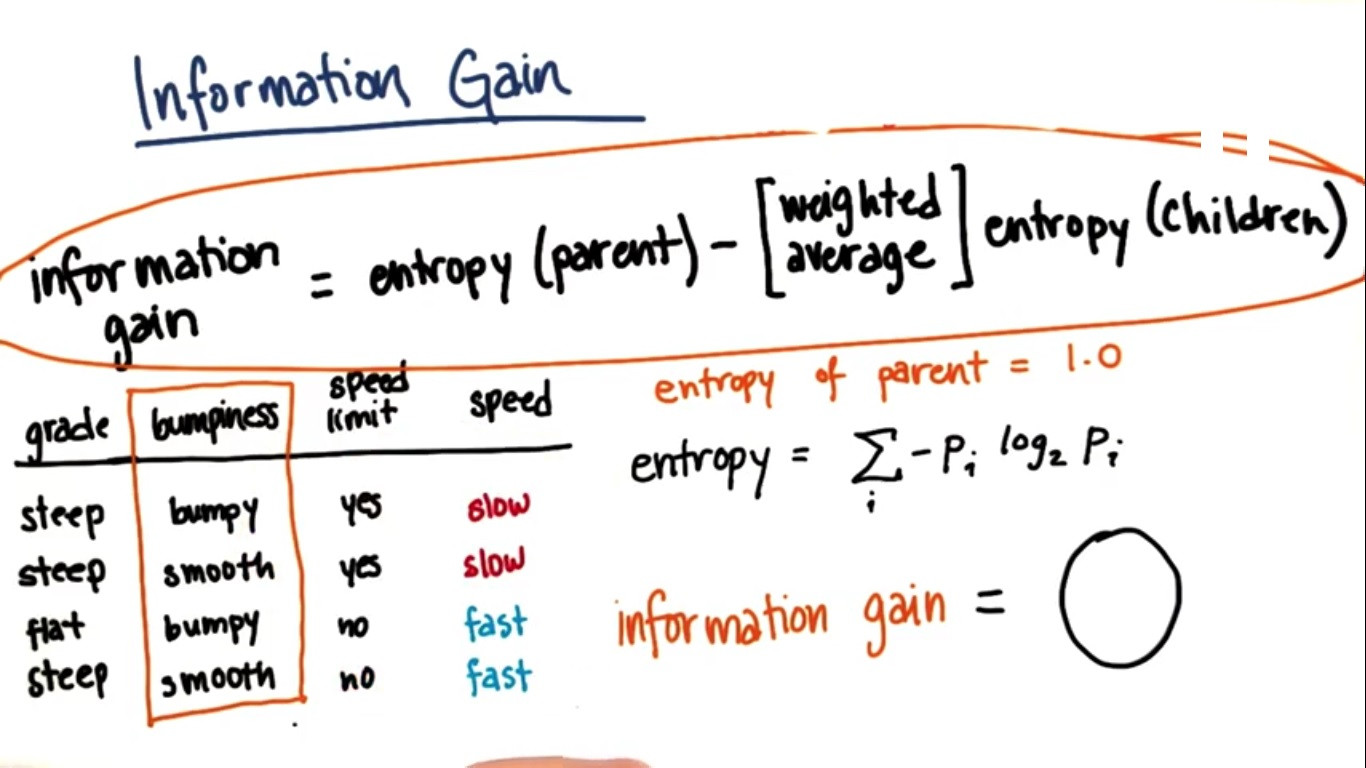 Information Gain
information gain = entropy (parent) - [weighted average] entropy (children)
grade bumpiness speed limit speed
steep bumpy yes slow
steep smooth yes slow
flat bumpy no fast
steep smooth no fast
entropy of parent = 1.0
entropy = ∑i - Pi log2 Pi
information gain =